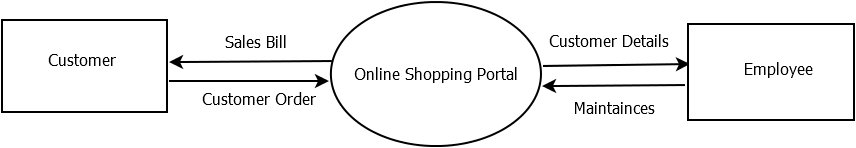 Sales Bill
Customer Details
Customer
Online Shopping Portal
Employee
Customer Order
Maintainces